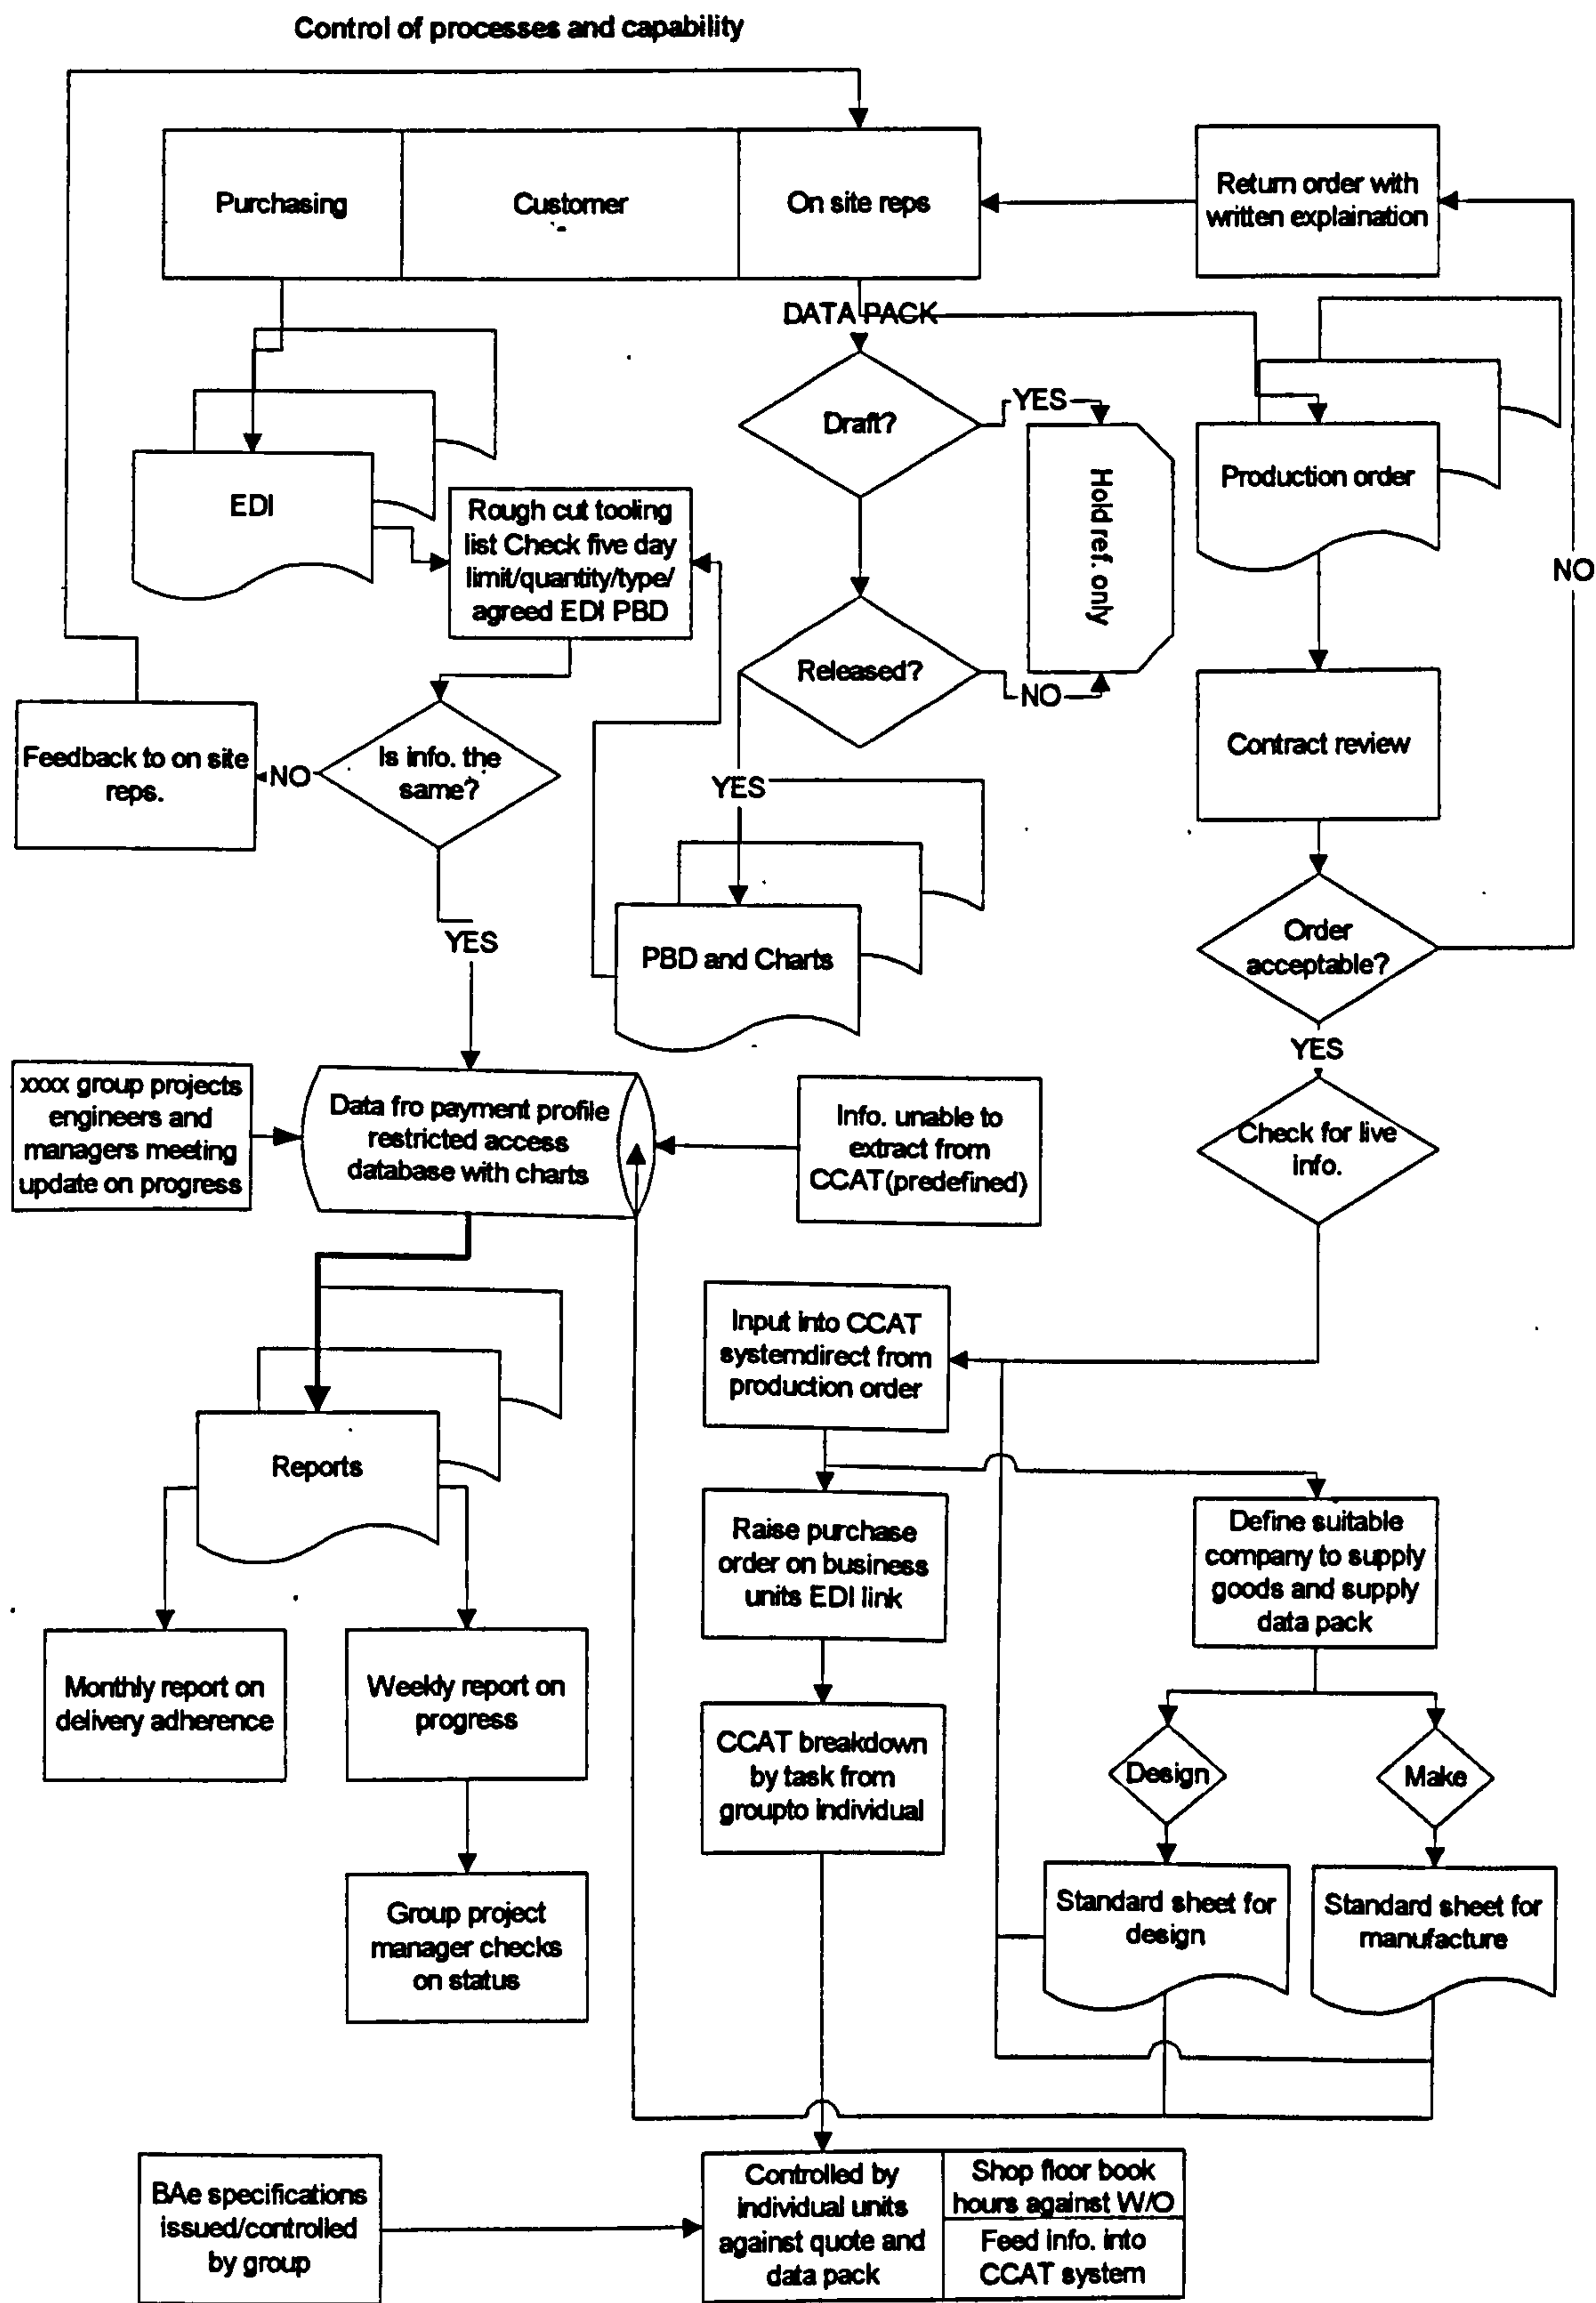 Control of processes and capability
Purchasing
Customer
On site reps
Return order with
written explaination
DATA PACK
Draft?
YES
Hold ref. only
Production order
EDI
Rough cut tooling
list Check five day
limit/quantity/type/
agreed EDI PBD
NO
Released?
NO
Contract review
Feedback to on site
reps.
NO
Is info. the
same?
YES
YES
PBD and Charts
Order
acceptable?
YES
xxxx group projects
engineers and
managers meeting
update on progress
Data fro payment profile
restricted access
database with charts
Info. unable to
extract from
CCAT(predefined)
Check for live
info.
Input into CCAT
systemdirect from
production order
Reports
Raise purchase
order on business
units EDI link
Define suitable
company to supply
goods and supply
data pack
Monthly report on
delivery adherence
Weekly report on
progress
CCAT breakdown
by task from
groupto individual
Design
Make
Group project
manager checks
on status
Standard sheet for
design
Standard sheet for
manufacture
BAe specifications
issued/controlled
by group
Controlled by
individual units
against quote and
data pack
Shop floor book
hours against W/O
Feed info. into
CCAT system